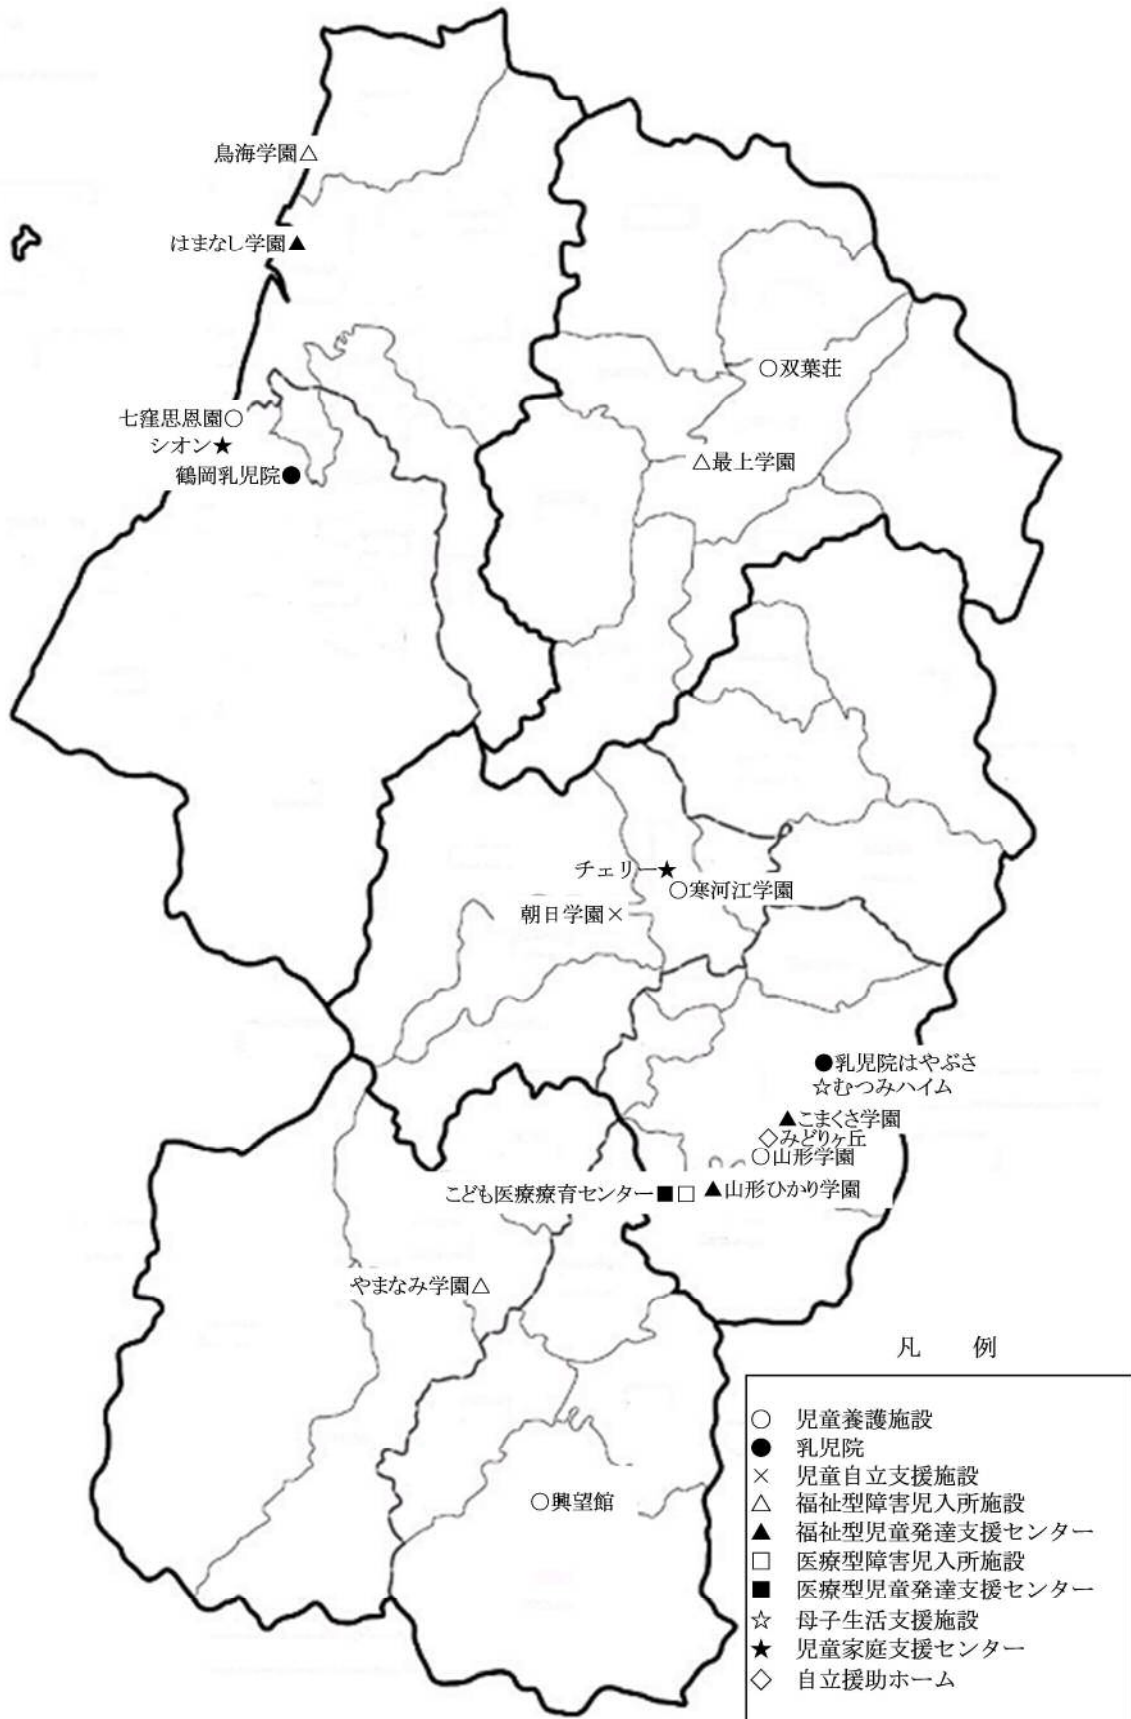 鳥海学園△
はまなし学園▲
○双葉荘
七窪思恩園○
シオン★
鶴岡乳児院●
△最上学園
チェリー★
○寒河江学園
朝日学園×
●乳児院はやぶさ
☆むつみハイム
▲こまくさ学園
◇みどりヶ丘
○山形学園
こども医療療育センター■□
▲山形ひかり学園
やまなみ学園△
○興望館
凡 例
○ 児童養護施設
● 乳児院
× 児童自立支援施設
△ 福祉型障害児入所施設
▲ 福祉型児童発達支援センター
□ 医療型障害児入所施設
■ 医療型児童発達支援センター
☆ 母子生活支援施設
★ 児童家庭支援センター
◇ 自立援助ホーム